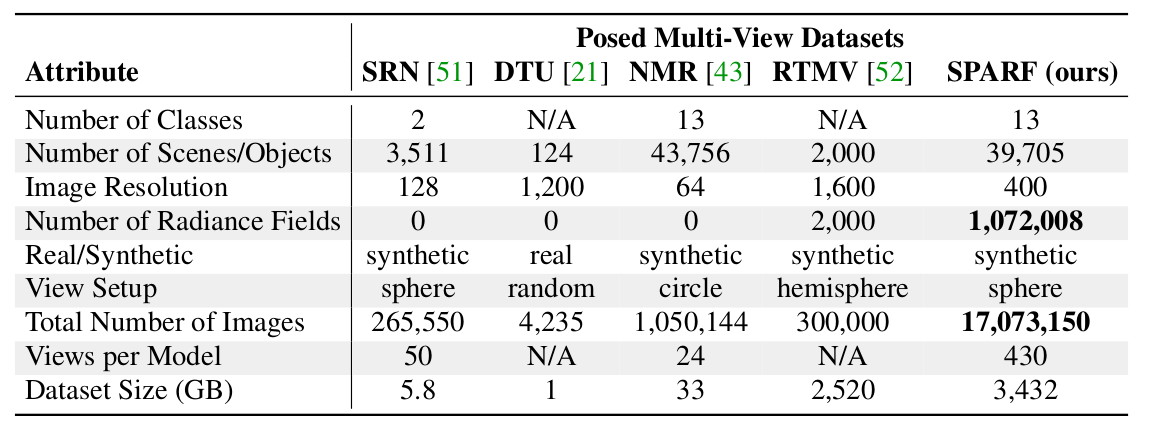 Posed Multi-View Datasets
Attribute SRN [51] DTU [21] NMR [43] RTMV [52] SPARF (ours)
Number of Classes 2 N/A 13 N/A 13
Number of Scenes/Objects 3,511 124 43,756 2,000 39,705
Image Resolution 128 1,200 64 1,600 400
Number of Radiance Fields 0 0 0 2,000 1,072,008
Real/Synthetic synthetic real synthetic synthetic synthetic
View Setup sphere random circle hemisphere sphere
Total Number of Images 265,550 4,235 1,050,144 300,000 17,073,150
Views per Model 50 N/A 24 N/A 430
Dataset Size (GB) 5.8 1 33 2,520 3,432